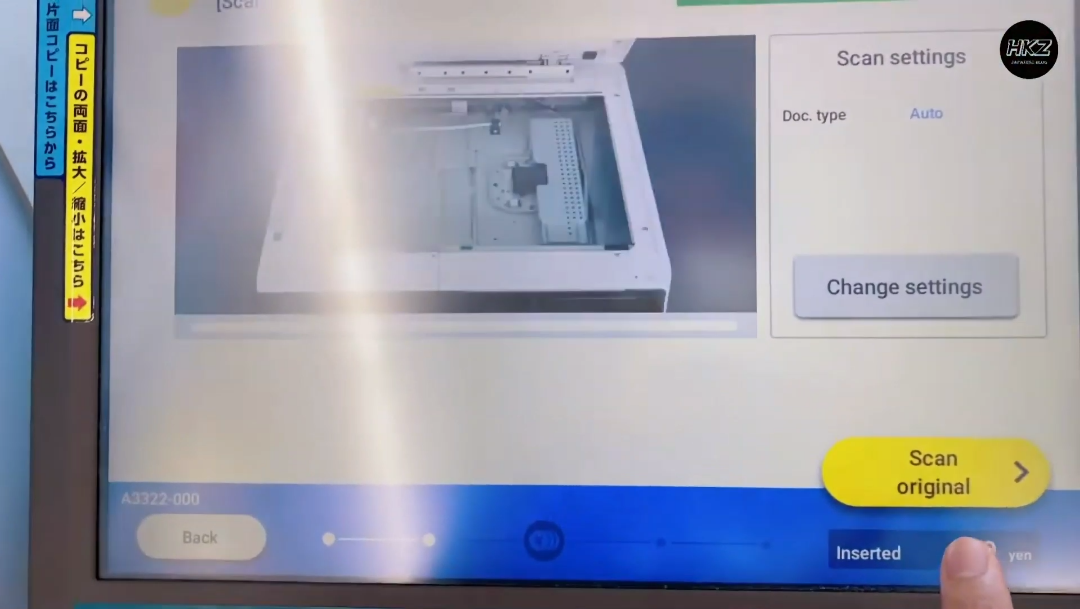 片面コピーはこちらから
コピーの両面・拡大/縮小はこちら
[Scan
HKZ
Scan settings
Doc. type Auto
Change settings
Scan
original
A3322-000
Back
Inserted
yen